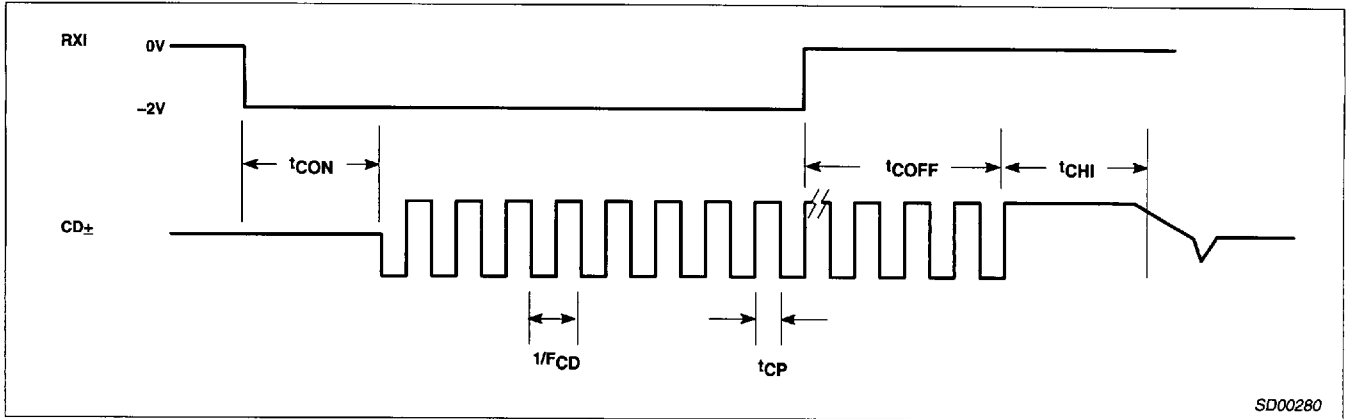 RXI
0V
−2V
tCON
tCOFF
tCHI
CD±
1/FCD
tCP
SD00280